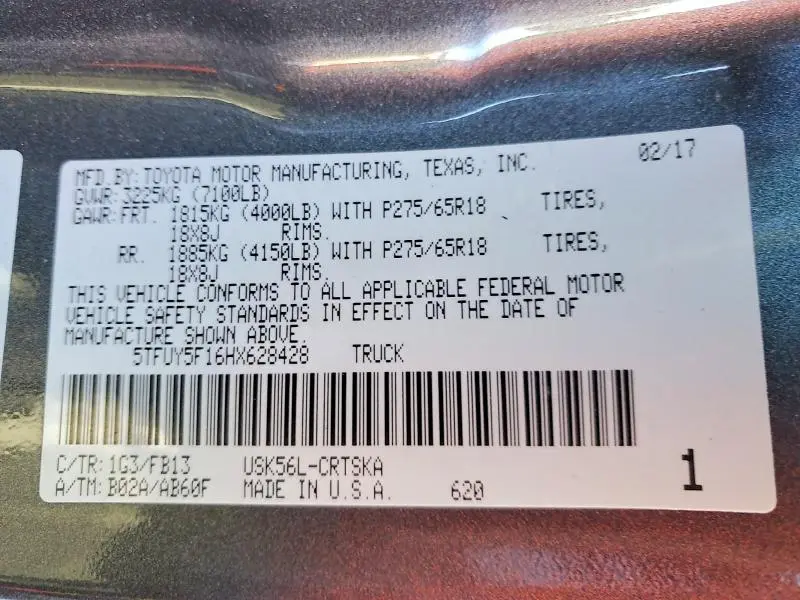 MFD.BY:TOYOTA MOTOR MANUFACTURING, TEXAS, INC. 02/17
GVWR:3225KG (7100LB)
GAWR:FRT. 1815KG (4000LB) WITH P275/65R18 TIRES,
18X8J RIMS.
RR. 1885KG (4150LB) WITH P275/65R18 TIRES,
18X8J RIMS.
THIS VEHICLE CONFORMS TO ALL APPLICABLE FEDERAL MOTOR
VEHICLE SAFETY STANDARDS IN EFFECT ON THE DATE OF
MANUFACTURE SHOWN ABOVE.
5TFUY5F16HX628428 TRUCK
C/TR: 1G3/FB13 USK56L-CRTSKA
A/TM: B02A/AB60F MADE IN U.S.A. 620 1